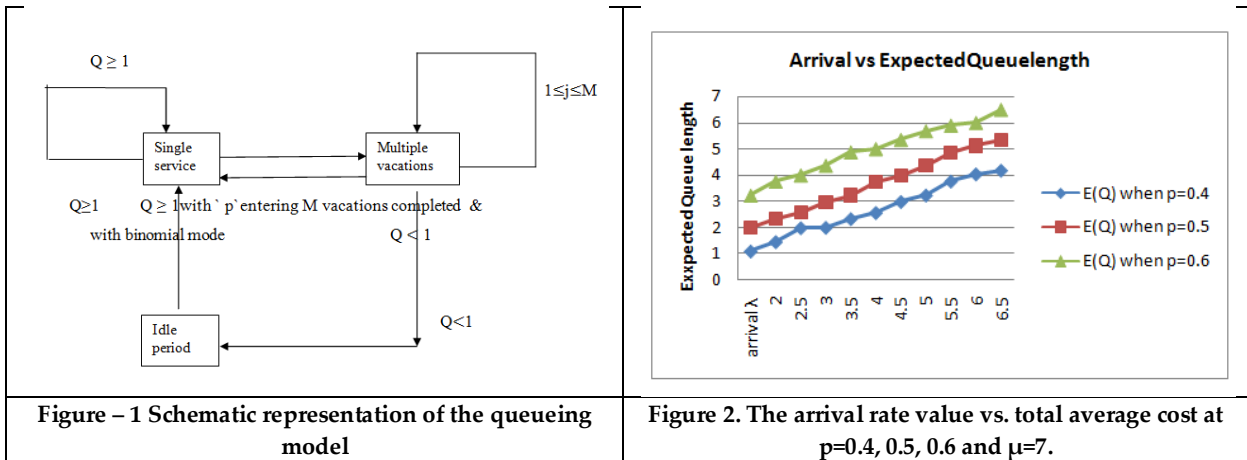 Q ≥ 1
1≤j≤M
Single
service
Multiple
vacations
Q≥1 Q ≥ 1with ` p`entering M vacations completed &
with binomial mode
Q < 1
Q<1
Idle
period
Figure – 1 Schematic representation of the queueing
model
Arrival vs ExpectedQueuelength
Exxpected Queue length
7
6
5
4
3
2
1
0
arrival λ
2
2.5
3
3.5
4
4.5
5
5.5
6
6.5
E(Q) when p=0.4
E(Q) when p=0.5
E(Q) when p=0.6
Figure 2. The arrival rate value vs. total average cost at
p=0.4, 0.5, 0.6 and μ=7.